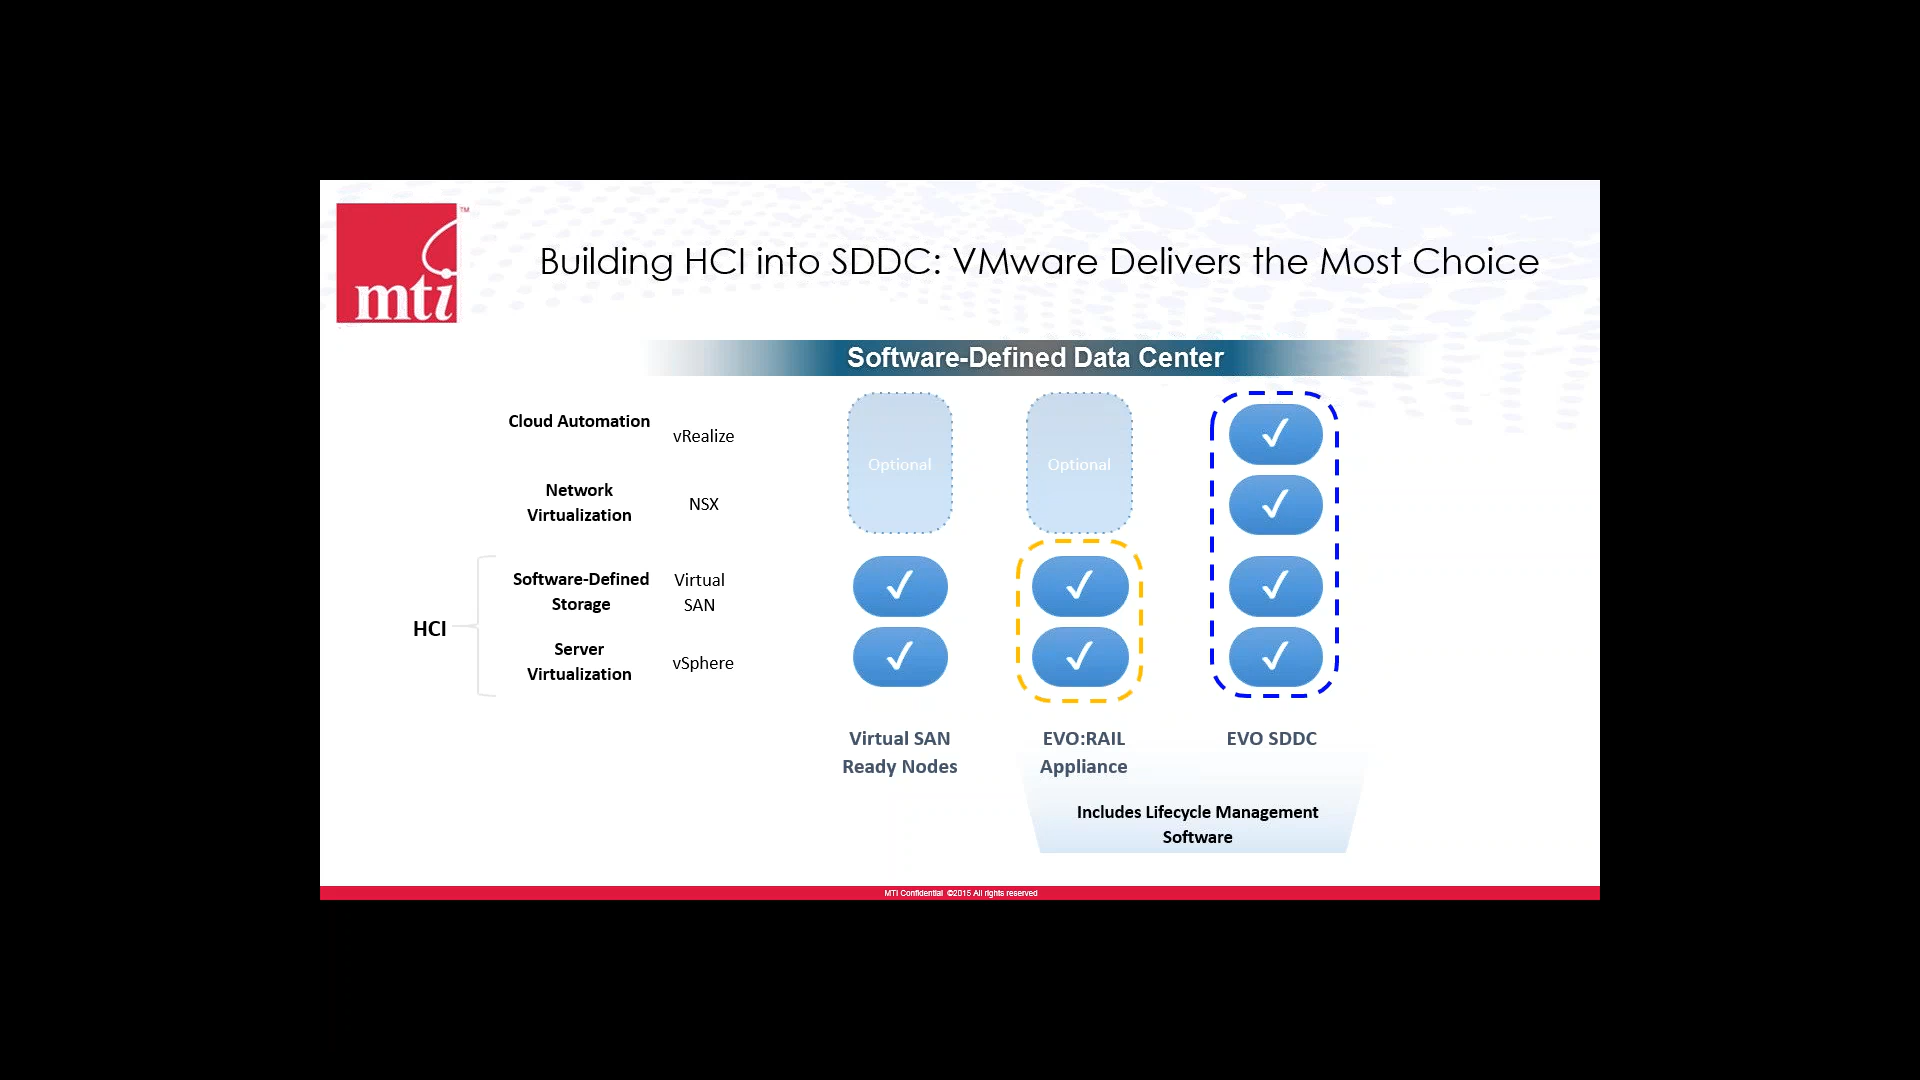 mti
TM
Building HCI into SDDC: VMware Delivers the Most Choice
Software-Defined Data Center
Cloud Automation
vRealize
Optional
Optional
Network
Virtualization
NSX
Software-Defined
Storage
Virtual
SAN
HCI
Server
Virtualization
vSphere
Virtual SAN
Ready Nodes
EVO:RAIL
Appliance
EVO SDDC
Includes Lifecycle Management
Software
MTI Confidential ©2015 All rights reserved